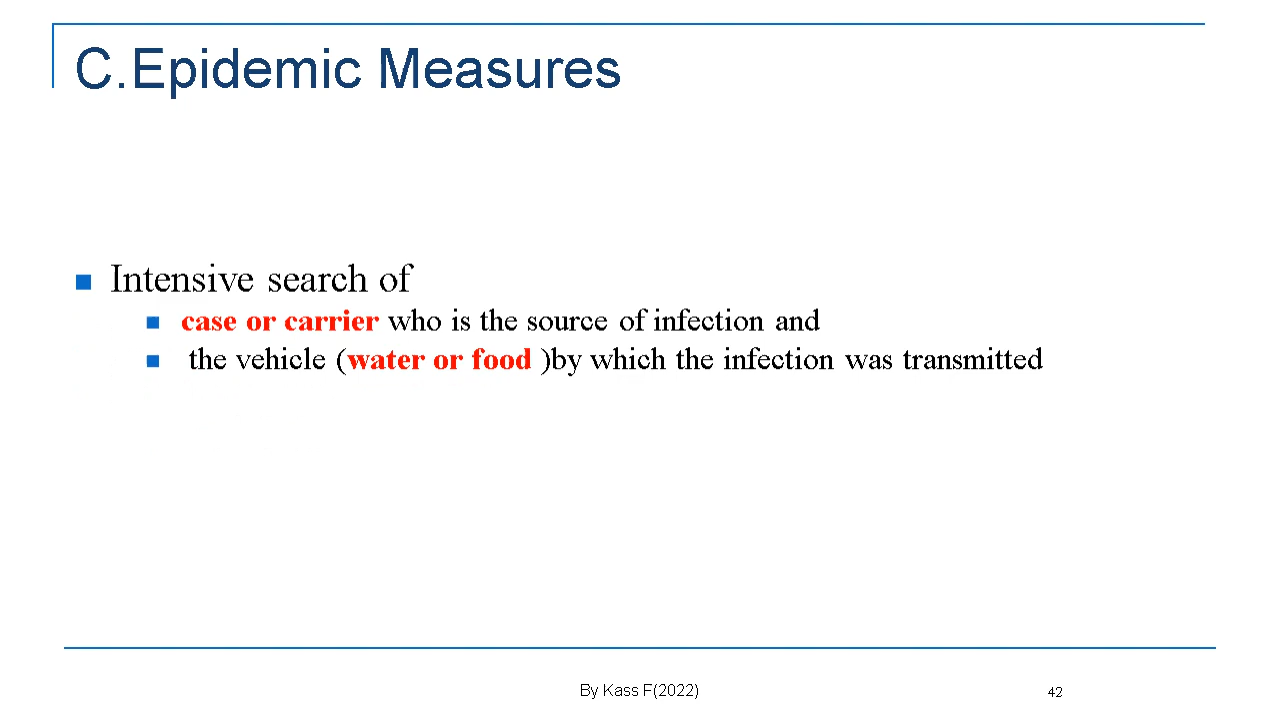 C.Epidemic Measures
Intensive search of
case or carrier who is the source of infection and
the vehicle (water or food )by which the infection was transmitted
By Kass F(2022)
42